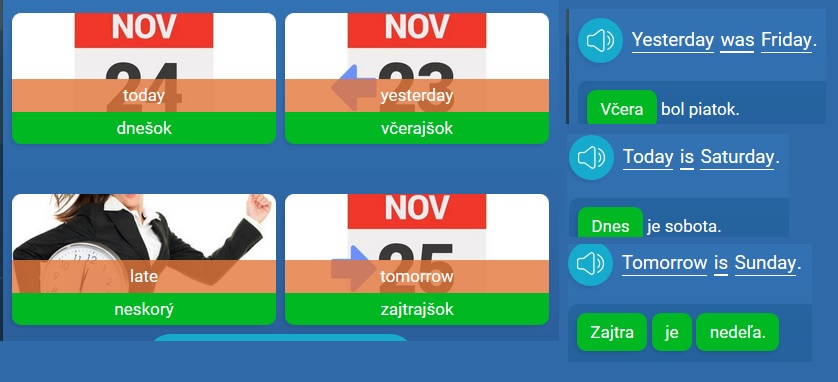 NOV
24
today
dnešok
NOV
23
yesterday
včerajšok
late
neskorý
NOV
25
tomorrow
zajtrajšok
Yesterday was Friday.
Včera bol piatok.
Today is Saturday.
Dnes je sobota.
Tomorrow is Sunday.
Zajtra je nedeľa.